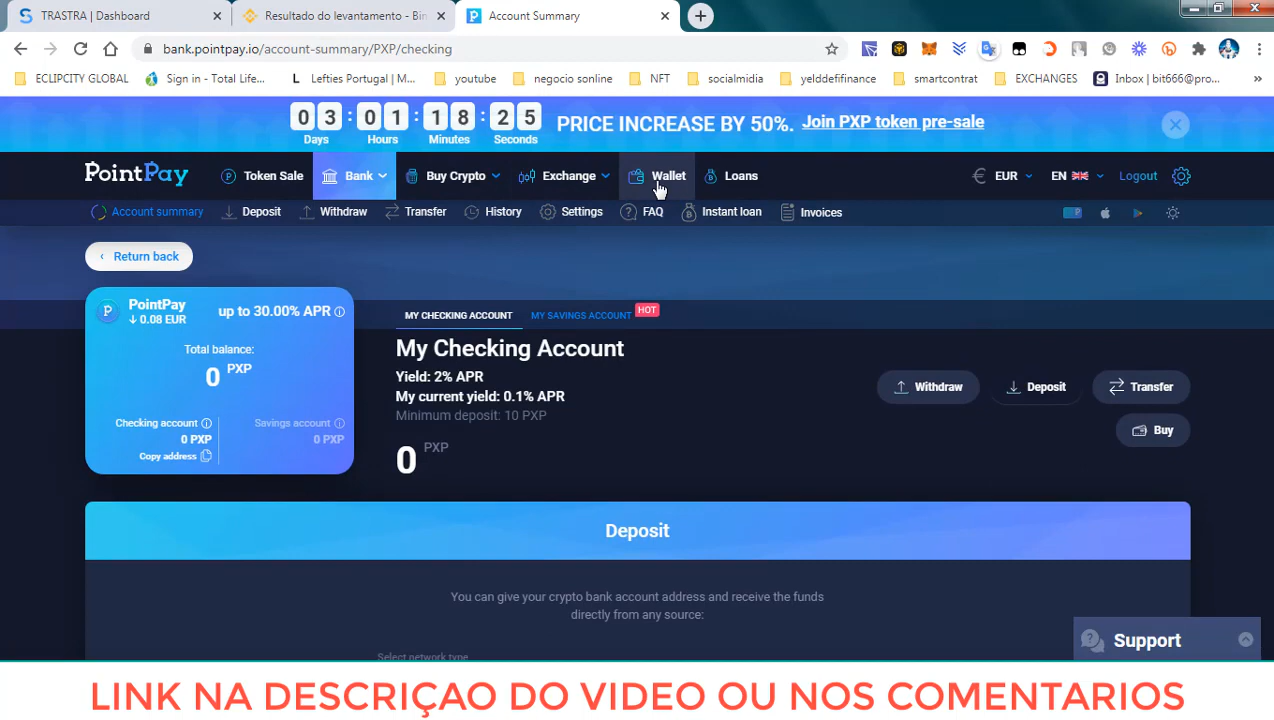 TRASTRA | Dashboard
Resultado do levantamento - Bin
Account Summary
bank.pointpay.io/account-summary/PXP/checking
ECLIPCITY GLOBAL
Sign in - Total Life...
Lefties Portugal | M...
youtube
negocio sonline
NFT
socialmidia
yelddefifinance
smartcontrat
EXCHANGES
Inbox | bit666@pro...
03 : 01 : 18 : 25
Days Hours Minutes Seconds
PRICE INCREASE BY 50%. Join PXP token pre-sale
PointPay
Token Sale
Bank
Buy Crypto
Exchange
Wallet
Loans
EUR
EN
Logout
Account summary
Deposit
Withdraw
Transfer
History
Settings
FAQ
Instant loan
Invoices
Return back
PointPay
↓ 0.08 EUR
up to 30.00% APR
Total balance:
0 PXP
Checking account
0 PXP
Copy address
Savings account
0 PXP
MY CHECKING ACCOUNT
MY SAVINGS ACCOUNT
HOT
My Checking Account
Yield: 2% APR
My current yield: 0.1% APR
Minimum deposit: 10 PXP
0 PXP
Withdraw
Deposit
Transfer
Buy
Deposit
You can give your crypto bank account address and receive the funds
directly from any source:
Select network type
Support
LINK NA DESCRIÇAO DO VIDEO OU NOS COMENTARIOS